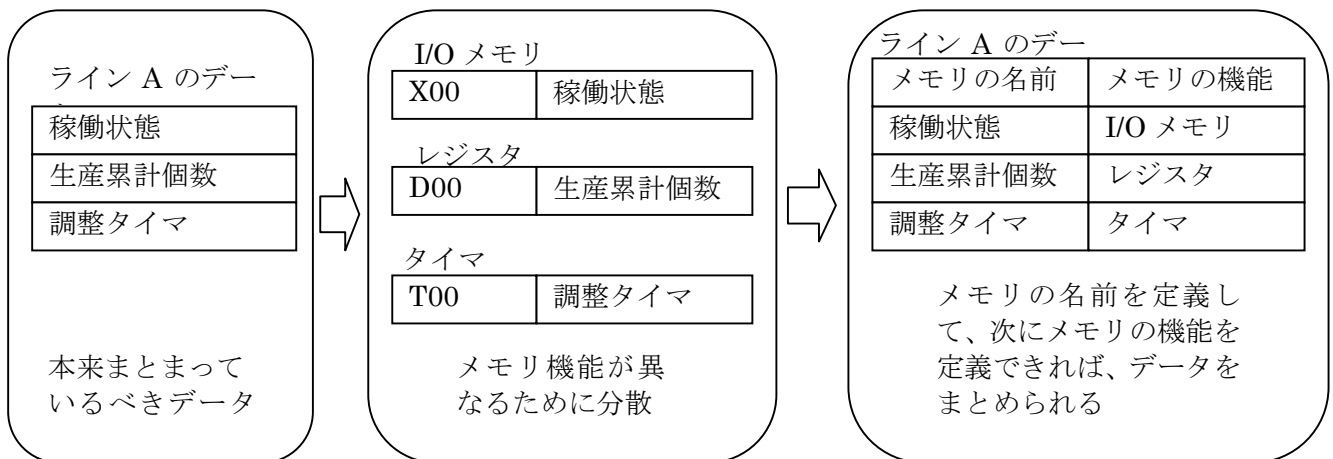 ライン A のデー
稼働状態
生産累計個数
調整タイマ
本来まとまって
いるべきデータ
I/O メモリ
X00 稼働状態
レジスタ
D00 生産累計個数
タイマ
T00 調整タイマ
メモリ機能が異
なるために分散
ライン A のデー
メモリの名前 メモリの機能
稼働状態 I/O メモリ
生産累計個数 レジスタ
調整タイマ タイマ
メモリの名前を定義し
て、次にメモリの機能を
定義できれば、データを
まとめられる